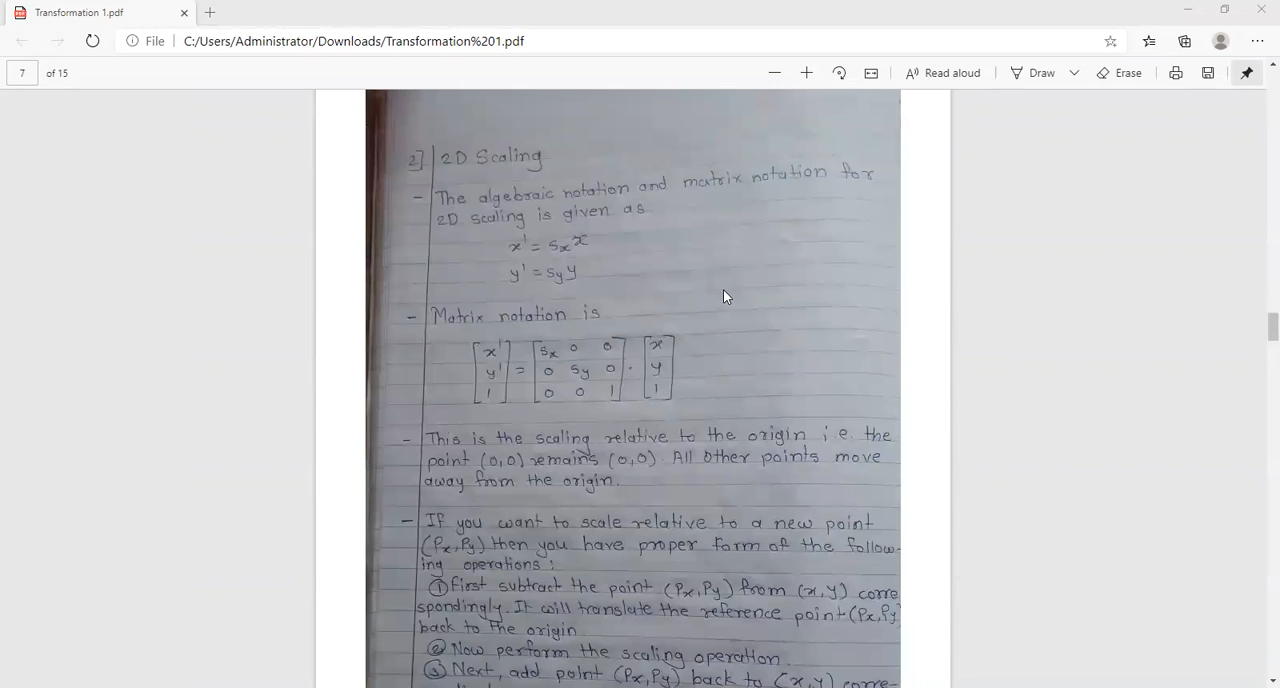 Transformation 1.pdf
File
C:/Users/Administrator/Downloads/Transformation%201.pdf
7 of 15
Read aloud
Draw
Erase
2] 2D Scaling
- The algebraic notation and matrix notation for
2D scaling is given as
x' = Sx x
y' = Sy y
- Matrix notation is
[x'] = [Sx 0 0] . [x]
[y'] [0 Sy 0] [y]
[1] [0 0 1] [1]
- This is the scaling relative to the origin i.e. the
point (0,0) remains (0,0). All other points move
away from the origin.
- If you want to scale relative to a new point
(Px, Py) then you have proper form of the follow-
ing operations:
① First subtract the point (Px, Py) from (x, y) corre
spondingly. It will translate the reference point (Px, Py)
back to the origin
② Now perform the scaling operation.
③ Next, add point (Px, Py) back to (x, y) corre-